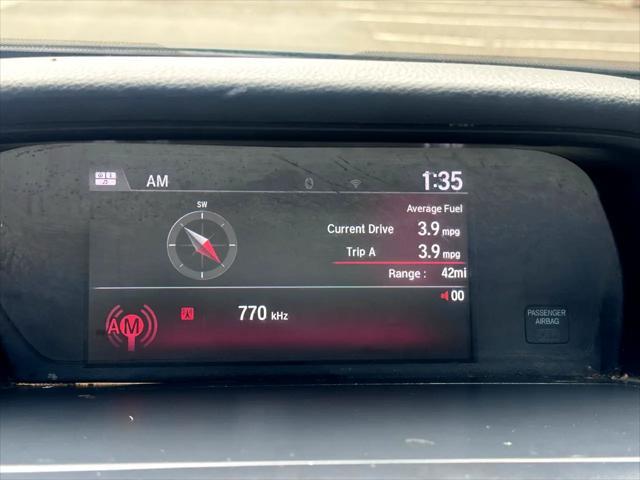 AM 1:35
SW
Average Fuel
Current Drive 3.9 mpg
Trip A 3.9 mpg
Range : 42mi
00
AM 770 kHz
PASSENGER
AIRBAG